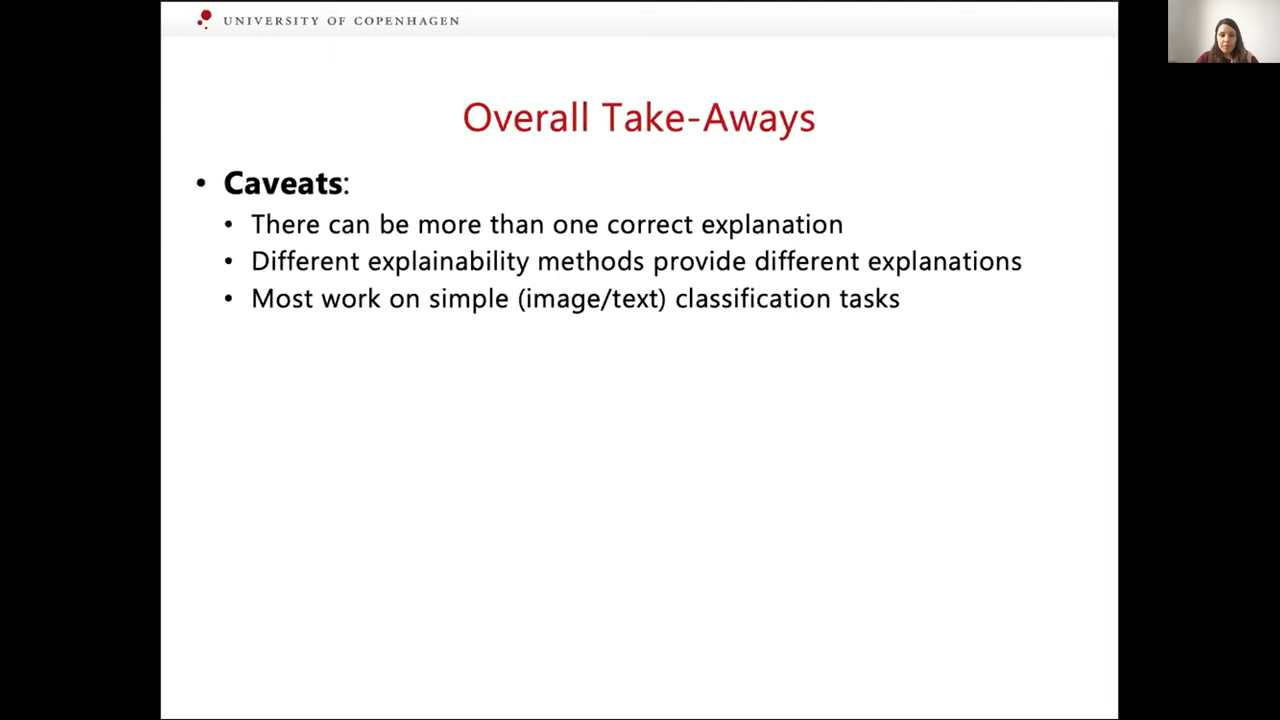 UNIVERSITY OF COPENHAGEN
Overall Take-Aways
• Caveats:
• There can be more than one correct explanation
• Different explainability methods provide different explanations
• Most work on simple (image/text) classification tasks